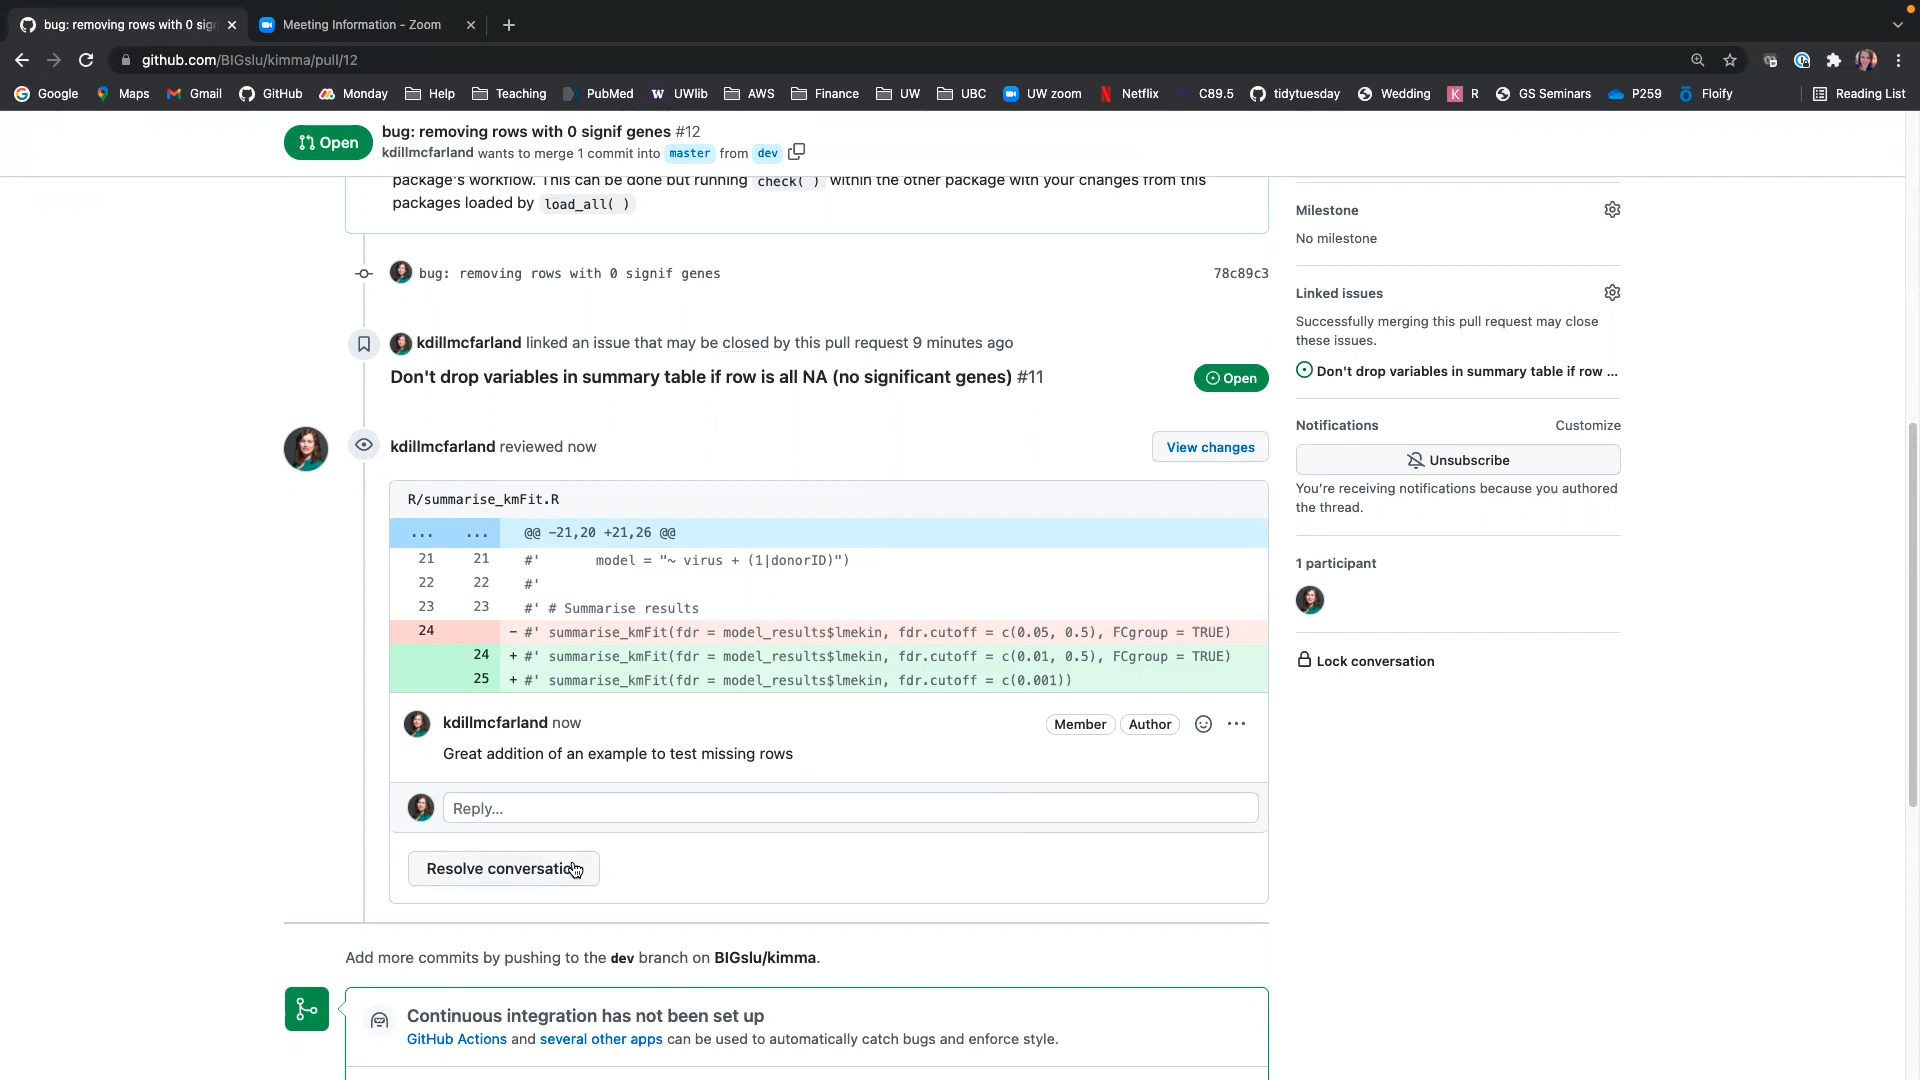 bug: removing rows with 0 sign
Meeting Information - Zoom
github.com/BIGslu/kimma/pull/12
Google Maps Gmail GitHub Monday Help Teaching PubMed UWlib AWS Finance UW UBC UW zoom Netflix C89.5 tidytuesday Wedding R GS Seminars P259 Floify Reading List
Open
bug: removing rows with 0 signif genes #12
kdillmcfarland wants to merge 1 commit into master from dev
package's workflow. This can be done but running check( ) within the other package with your changes from this
packages loaded by load_all( )
bug: removing rows with 0 signif genes 78c89c3
kdillmcfarland linked an issue that may be closed by this pull request 9 minutes ago
Don't drop variables in summary table if row is all NA (no significant genes) #11
Open
kdillmcfarland reviewed now
View changes
R/summarise_kmFit.R
... ... @@ -21,20 +21,26 @@
21 21 #' model = "~ virus + (1|donorID)")
22 22 #'
23 23 #' # Summarise results
24 - #' summarise_kmFit(fdr = model_results$lmekin, fdr.cutoff = c(0.05, 0.5), FCgroup = TRUE)
24 + #' summarise_kmFit(fdr = model_results$lmekin, fdr.cutoff = c(0.01, 0.5), FCgroup = TRUE)
25 + #' summarise_kmFit(fdr = model_results$lmekin, fdr.cutoff = c(0.001))
kdillmcfarland now
Member Author
Great addition of an example to test missing rows
Reply...
Resolve conversation
Add more commits by pushing to the dev branch on BIGslu/kimma.
Continuous integration has not been set up
GitHub Actions and several other apps can be used to automatically catch bugs and enforce style.
Milestone
No milestone
Linked issues
Successfully merging this pull request may close
these issues.
Don't drop variables in summary table if row ...
Notifications Customize
Unsubscribe
You're receiving notifications because you authored
the thread.
1 participant
Lock conversation